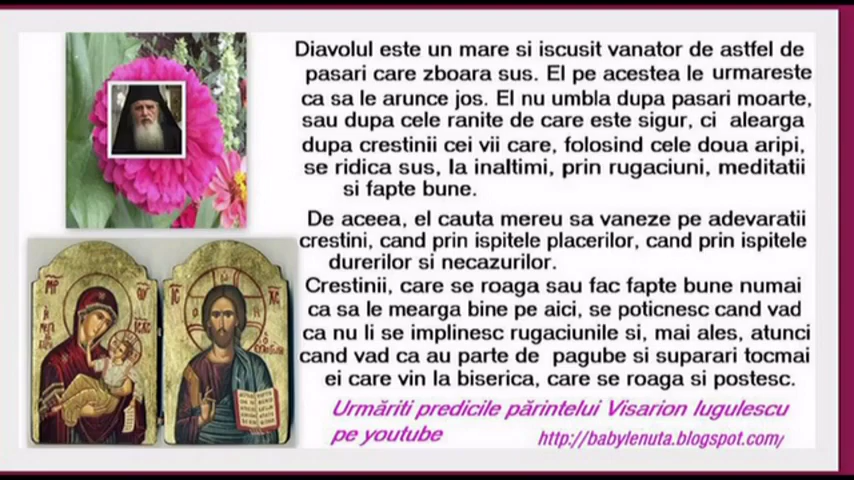 Diavolul este un mare si iscusit vanator de astfel de
pasari care zboara sus. El pe acestea le urmareste
ca sa le arunce jos. El nu umbla dupa pasari moarte,
sau dupa cele ranite de care este sigur, ci alearga
dupa crestinii cei vii care, folosind cele doua aripi,
se ridica sus, la inaltimi, prin rugaciuni, meditatii
si fapte bune.
De aceea, el cauta mereu sa vaneze pe adevaratii
crestini, cand prin ispitele placerilor, cand prin ispitele
durerilor si necazurilor.
Crestinii, care se roaga sau fac fapte bune numai
ca sa le mearga bine pe aici, se poticnesc cand vad
ca nu li se implinesc rugaciunile si, mai ales, atunci
cand vad ca au parte de pagube si suparari tocmai
ei care vin la biserica, care se roaga si postesc.
Urmăriti predicile părintelui Visarion Iugulescu
pe youtube
http://babylenuta.blogspot.com/